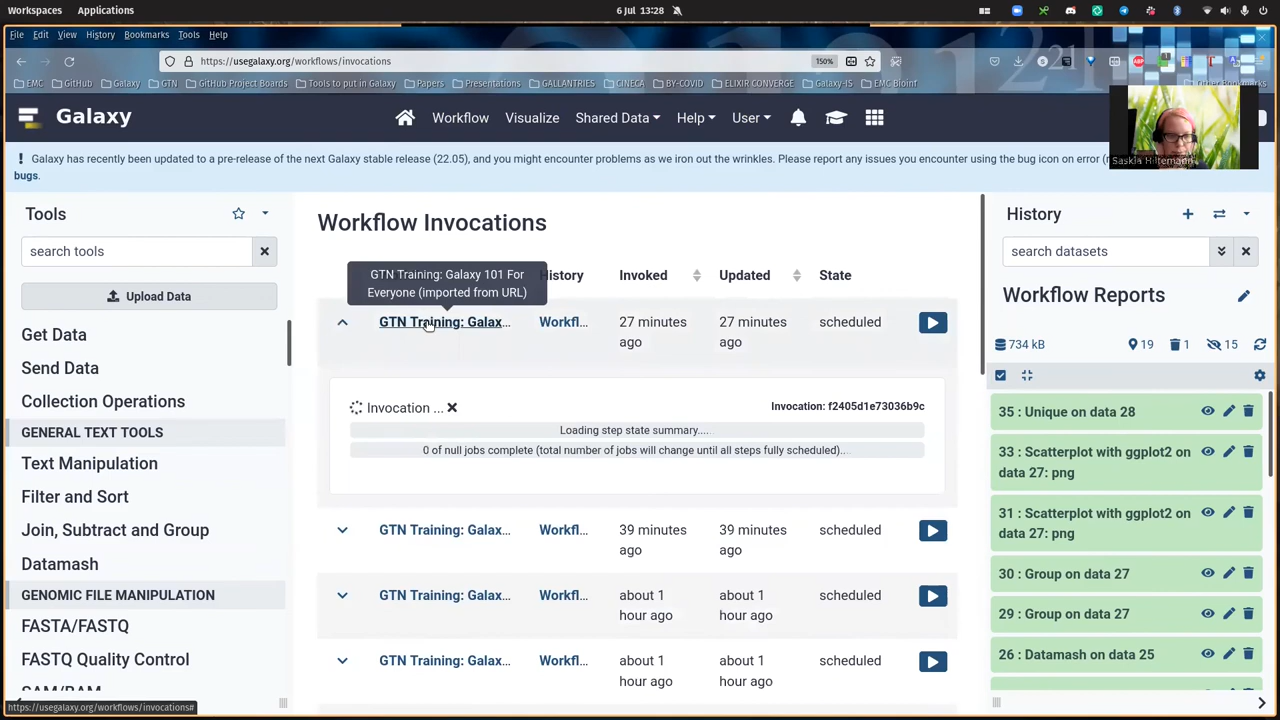 Workspaces Applications 6 Jul 13:28
File Edit View History Bookmarks Tools Help
https://usegalaxy.org/workflows/invocations 150%
EMC GitHub Galaxy GTN GitHub Project Boards Tools to put in Galaxy Papers Presentations GALLANTRIES CINECA BY-COVID ELIXIR CONVERGE Galaxy-IS EMC Bioinf
Galaxy Workflow Visualize Shared Data Help User
Saskia Hiltemann
! Galaxy has recently been updated to a pre-release of the next Galaxy stable release (22.05), and you might encounter problems as we iron out the wrinkles. Please report any issues you encounter using the bug icon on error
bugs.
Tools
search tools
Upload Data
Get Data
Send Data
Collection Operations
GENERAL TEXT TOOLS
Text Manipulation
Filter and Sort
Join, Subtract and Group
Datamash
GENOMIC FILE MANIPULATION
FASTA/FASTQ
FASTQ Quality Control
SAM/BAM
https://usegalaxy.org/workflows/invocations#
Workflow Invocations
History Invoked Updated State
GTN Training: Galaxy 101 For
Everyone (imported from URL)
GTN Training: Galax... Workfl... 27 minutes 27 minutes scheduled
ago ago
Invocation ... Invocation: f2405d1e73036b9c
Loading step state summary....
0 of null jobs complete (total number of jobs will change until all steps fully scheduled)...
GTN Training: Galax... Workfl... 39 minutes 39 minutes scheduled
ago ago
GTN Training: Galax... Workfl... about 1 about 1 scheduled
hour ago hour ago
GTN Training: Galax... Workfl... about 1 about 1 scheduled
hour ago hour ago
History
search datasets
Workflow Reports
734 kB 19 1 15
35 : Unique on data 28
33 : Scatterplot with ggplot2 on
data 27: png
31 : Scatterplot with ggplot2 on
data 27: png
30 : Group on data 27
29 : Group on data 27
26 : Datamash on data 25